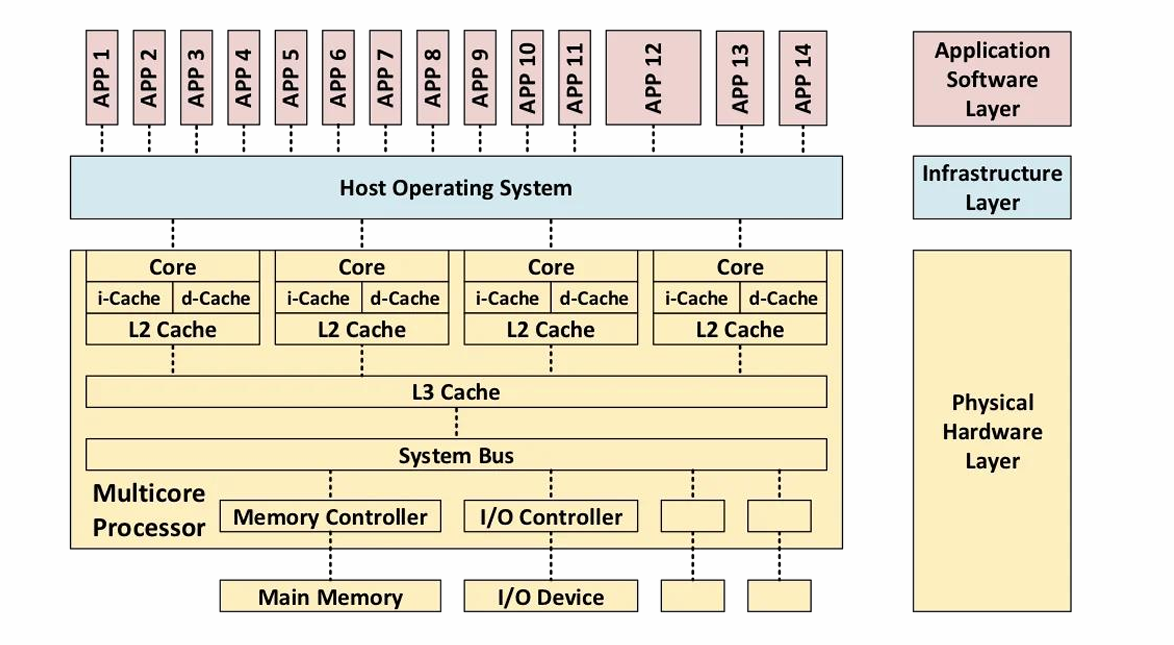 APP 1
APP 2
APP 3
APP 4
APP 5
APP 6
APP 7
APP 8
APP 9
APP 10
APP 11
APP 12
APP 13
APP 14
Application
Software
Layer
Host Operating System
Infrastructure
Layer
Core
Core
Core
Core
i-Cache
d-Cache
i-Cache
d-Cache
i-Cache
d-Cache
i-Cache
d-Cache
L2 Cache
L2 Cache
L2 Cache
L2 Cache
L3 Cache
System Bus
Multicore
Processor
Memory Controller
I/O Controller
Main Memory
I/O Device
Physical
Hardware
Layer